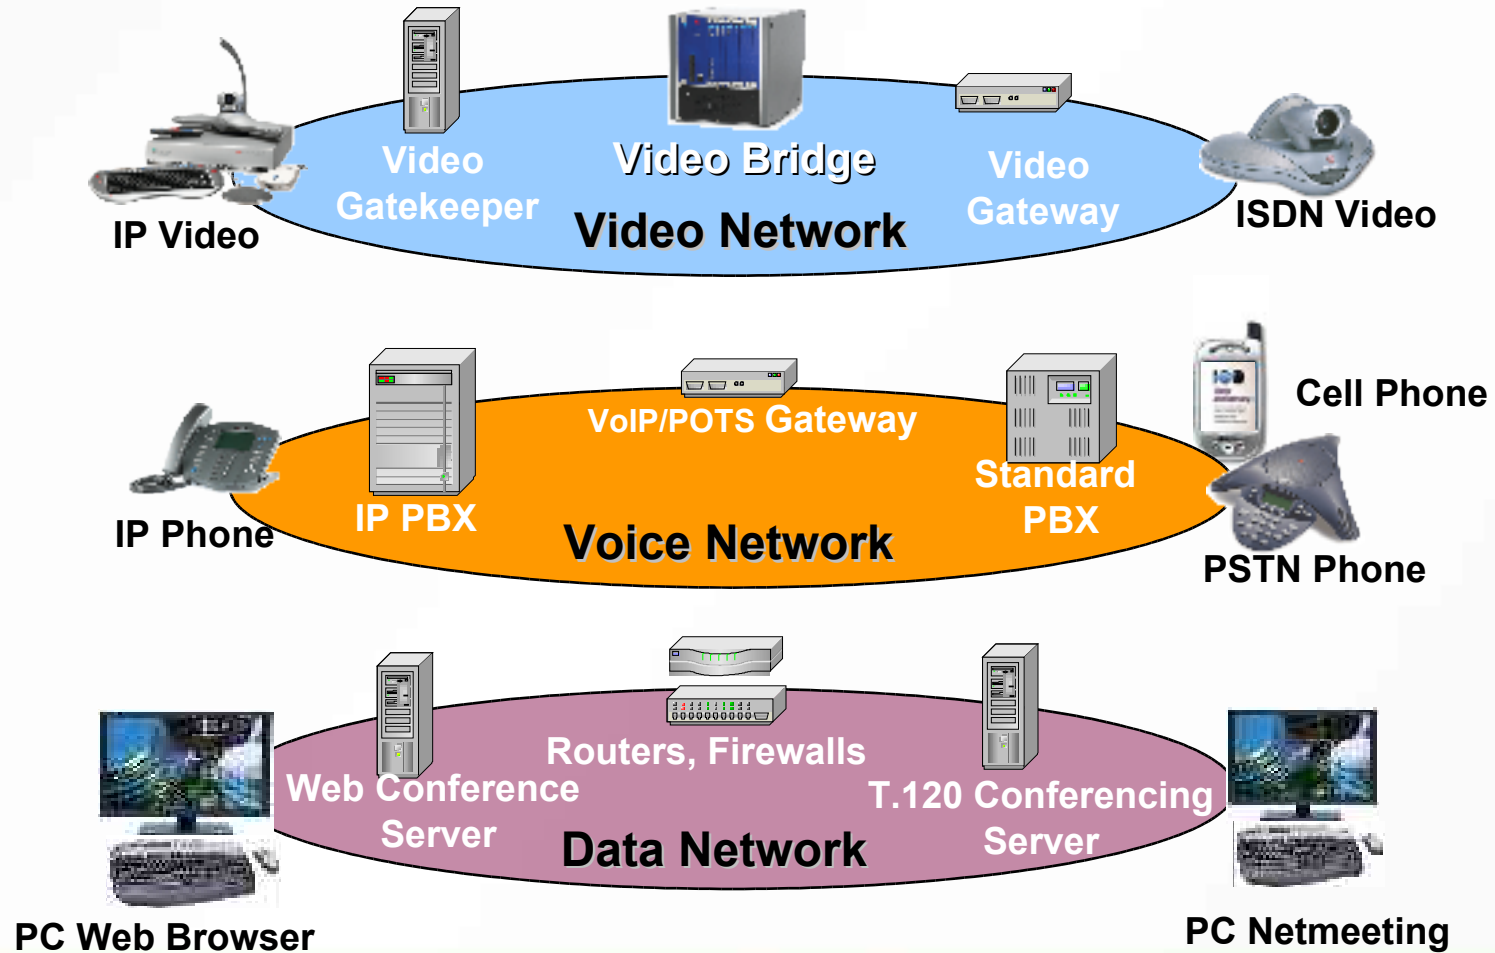 Video
Gatekeeper
Video Bridge
Video
Gateway
IP Video
Video Network
ISDN Video
Cell Phone
VoIP/POTS Gateway
IP PBX
Standard
PBX
IP Phone
Voice Network
PSTN Phone
Routers, Firewalls
Web Conference
Server
T.120 Conferencing
Server
Data Network
PC Web Browser
PC Netmeeting